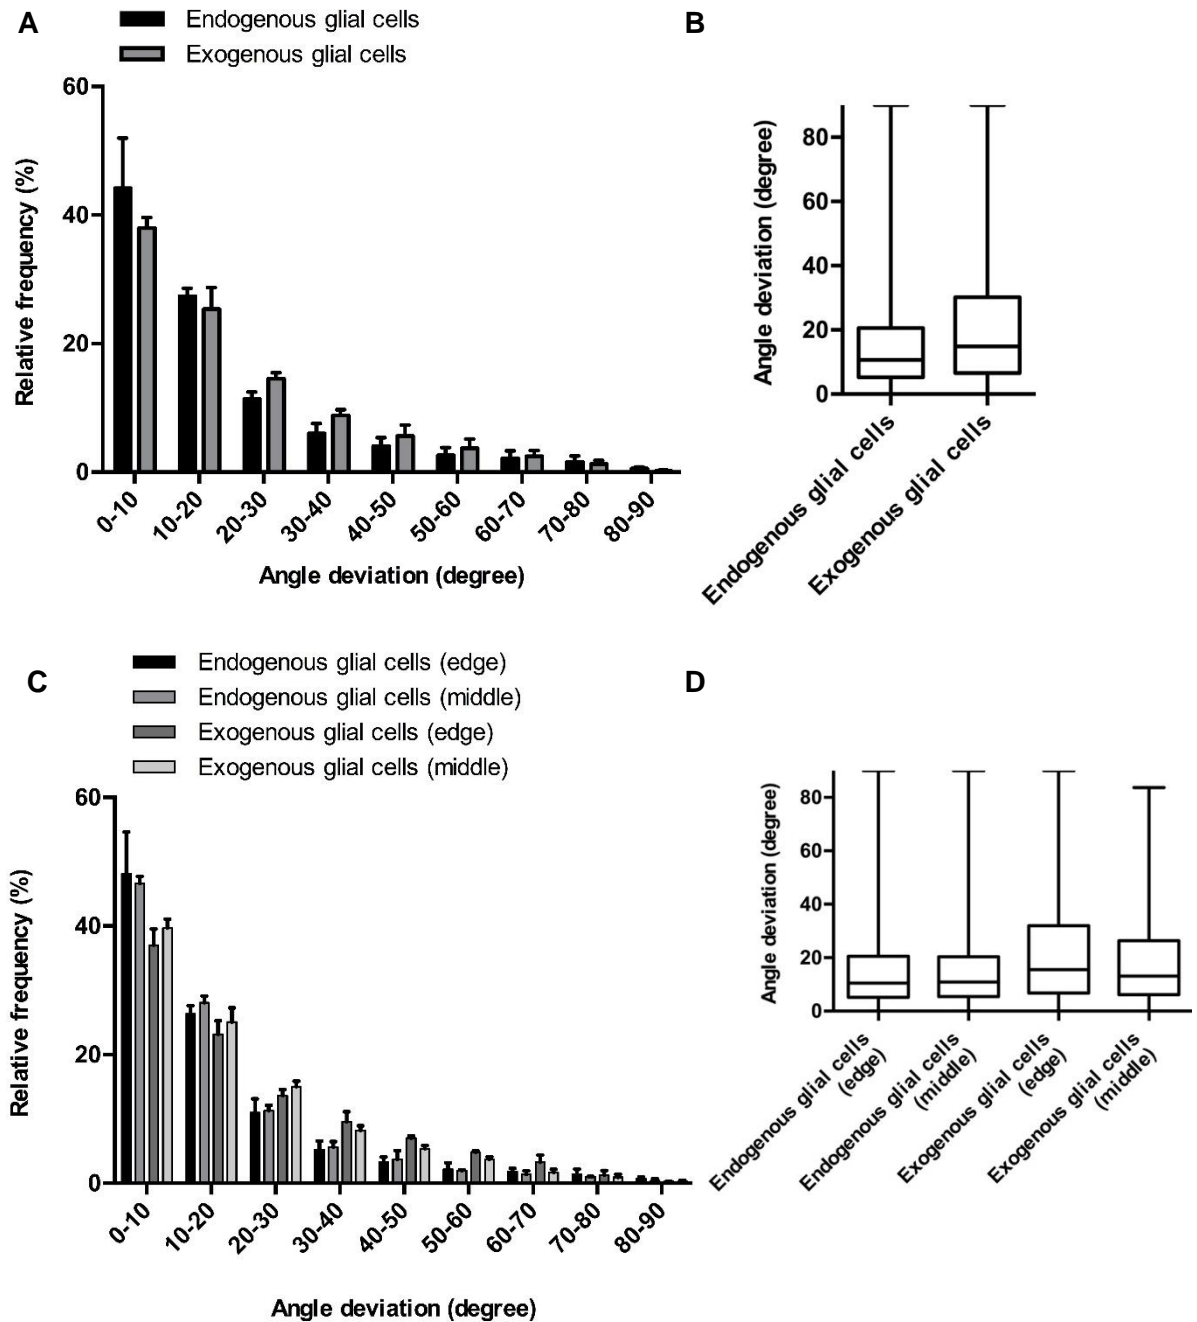 A
Endogenous glial cells
Exogenous glial cells
Relative frequency (%)
60
40
20
0
0-10
10-20
20-30
30-40
40-50
50-60
60-70
70-80
80-90
Angle deviation (degree)
B
Angle deviation (degree)
80
60
40
20
0
Endogenous glial cells
Exogenous glial cells
C
Endogenous glial cells (edge)
Endogenous glial cells (middle)
Exogenous glial cells (edge)
Exogenous glial cells (middle)
Relative frequency (%)
60
40
20
0
0-10
10-20
20-30
30-40
40-50
50-60
60-70
70-80
80-90
Angle deviation (degree)
D
Angle deviation (degree)
80
60
40
20
0
Endogenous glial cells
(edge)
Endogenous glial cells
(middle)
Exogenous glial cells
(edge)
Exogenous glial cells
(middle)